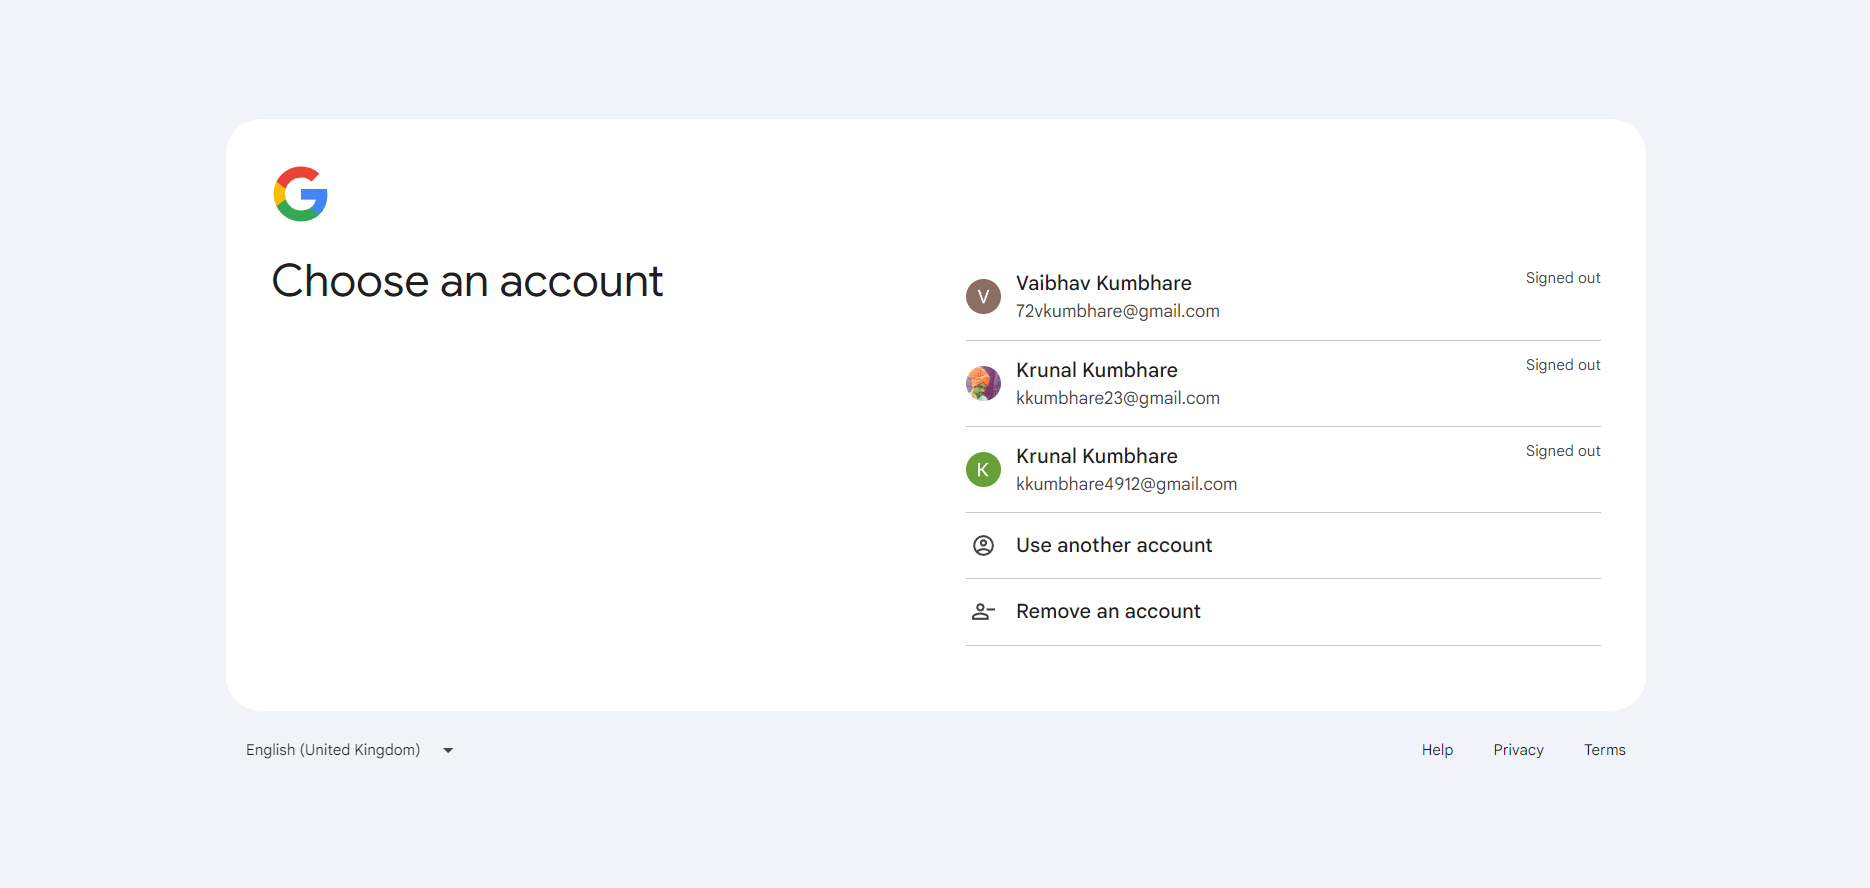 Choose an account
V
Vaibhav Kumbhare
72vkumbhare@gmail.com
Signed out
Krunal Kumbhare
kkumbhare23@gmail.com
Signed out
K
Krunal Kumbhare
kkumbhare4912@gmail.com
Signed out
Use another account
Remove an account
English (United Kingdom)
Help
Privacy
Terms